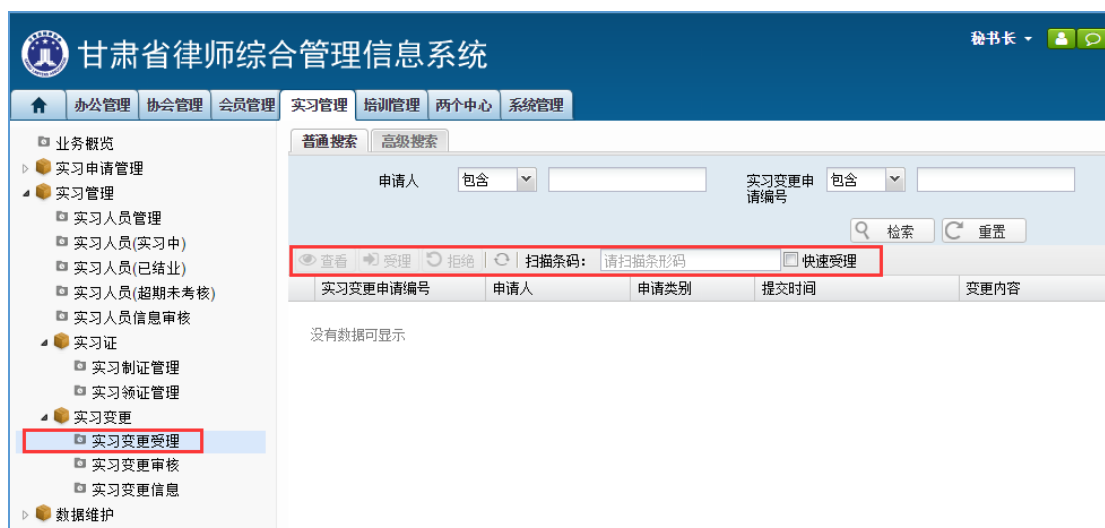 甘肃省律师综合管理信息系统
秘书长
办公管理 协会管理 会员管理 实习管理 培训管理 两个中心 系统管理
业务概览
实习申请管理
实习管理
实习人员管理
实习人员(实习中)
实习人员(已结业)
实习人员(超期未考核)
实习人员信息审核
实习证
实习制证管理
实习领证管理
实习变更
实习变更受理
实习变更审核
实习变更信息
数据维护
普通搜索 高级搜索
申请人 包含 实习变更申 包含
请编号
检索 重置
查看 受理 拒绝 扫描条码: 请扫描条形码 快速受理
实习变更申请编号 申请人 申请类别 提交时间 变更内容
没有数据可显示